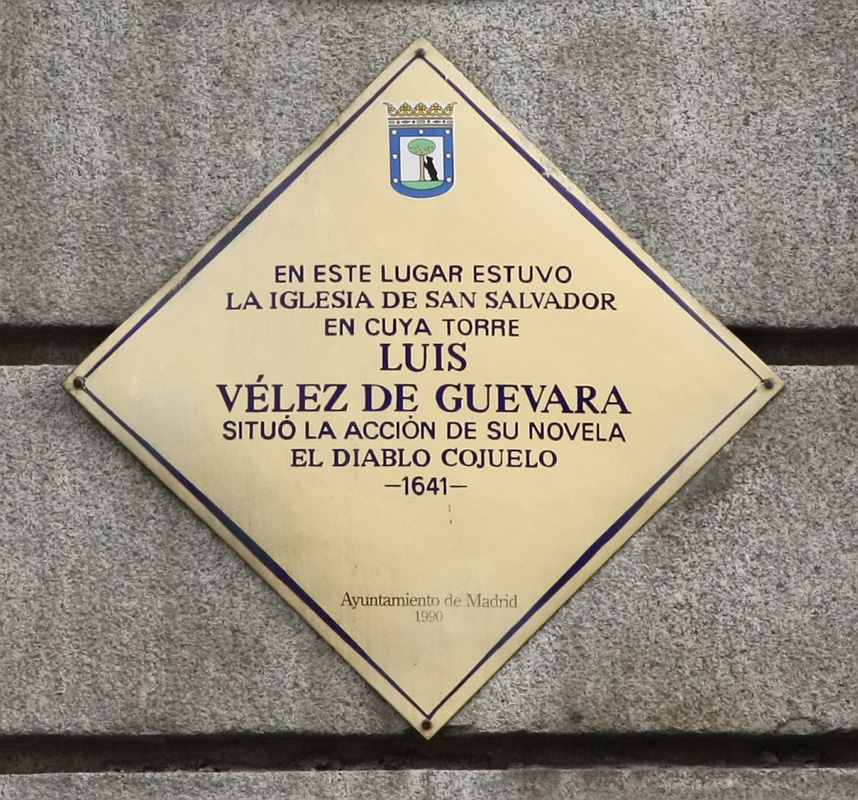 EN ESTE LUGAR ESTUVO
LA IGLESIA DE SAN SALVADOR
EN CUYA TORRE
LUIS
VÉLEZ DE GUEVARA
SITUÓ LA ACCIÓN DE SU NOVELA
EL DIABLO COJUELO
—1641—
Ayuntamiento de Madrid
1990